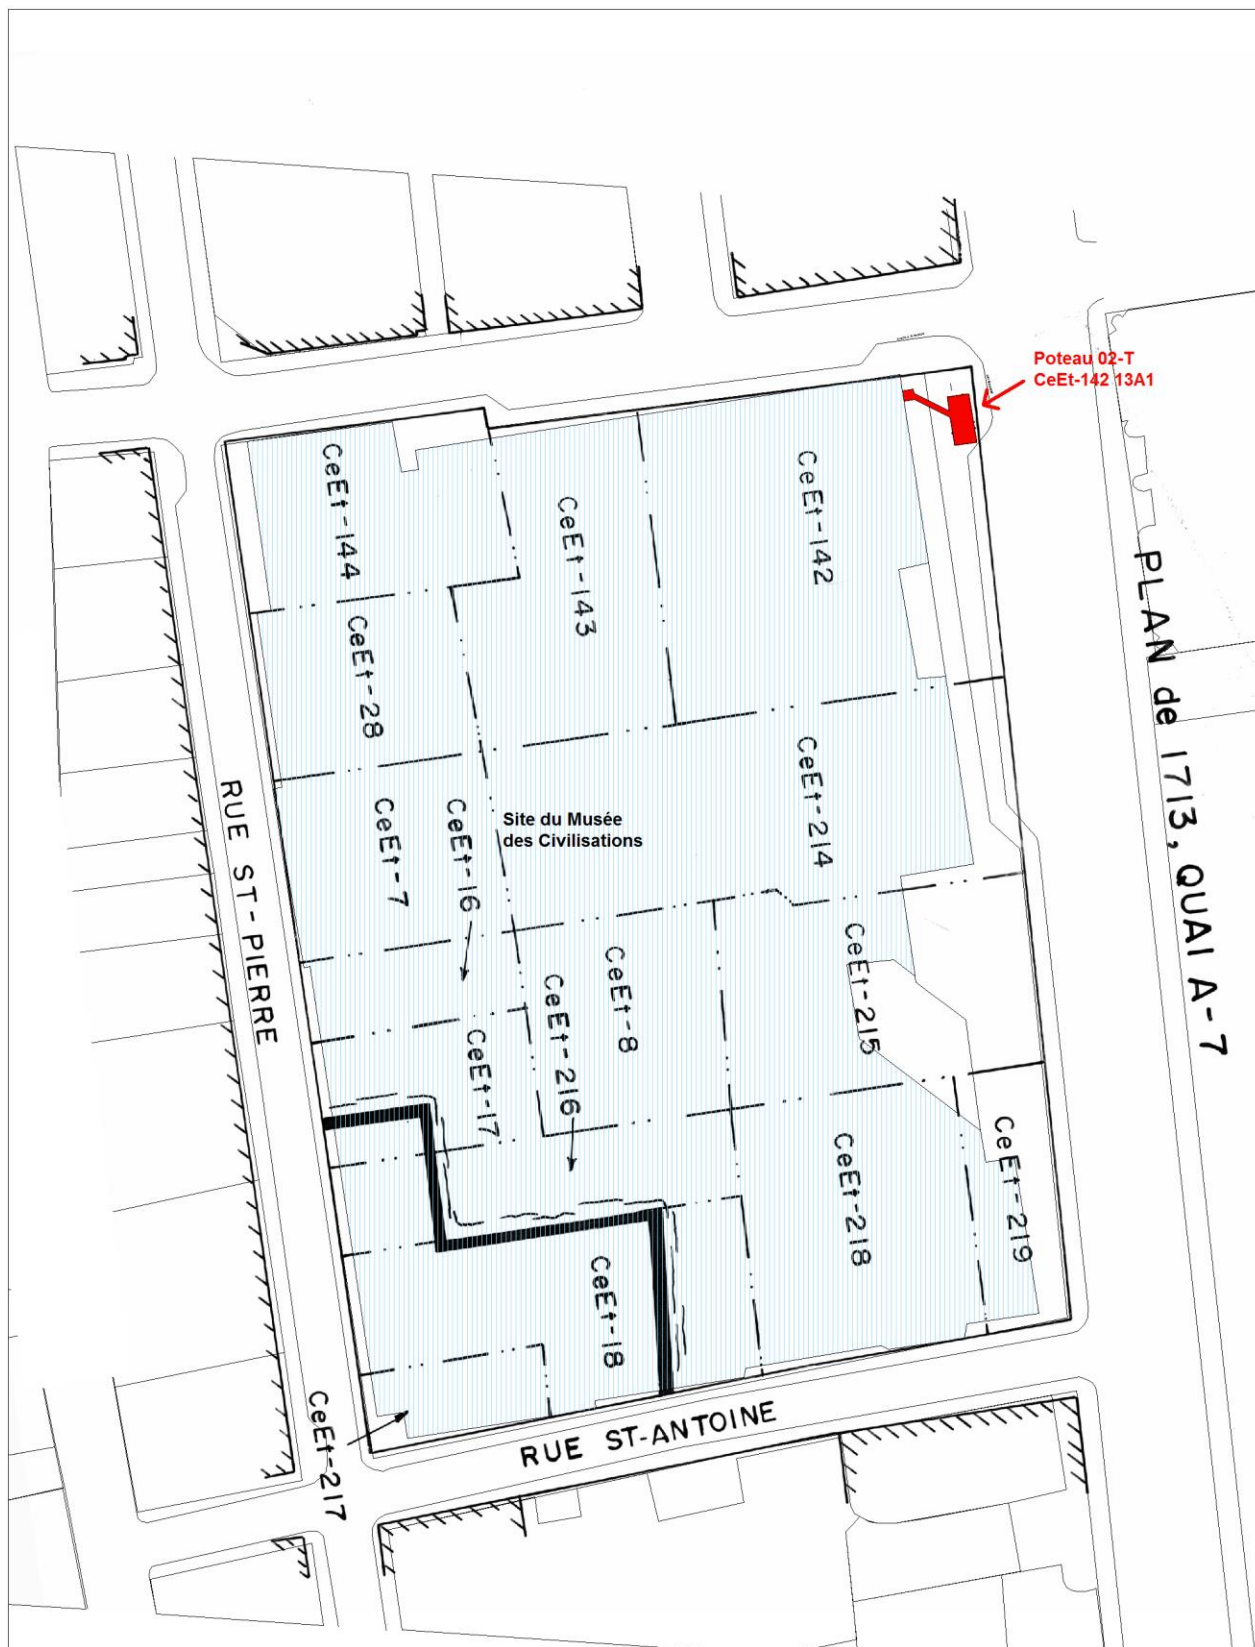 Poteau 02-T
CeEt-142 13A1
CeEt-144
CeEt-143
CeEt-142
CeEt-28
PLAN de 1713, QUAI A-7
RUE ST-PIERRE
CeEt-7
CeEt-16
Site du Musée
des Civilisations
CeEt-214
CeEt-8
CeEt-216
CeEt-215
CeEt-17
CeEt-218
CeEt-219
CeEt-18
CeEt-217
RUE ST-ANTOINE